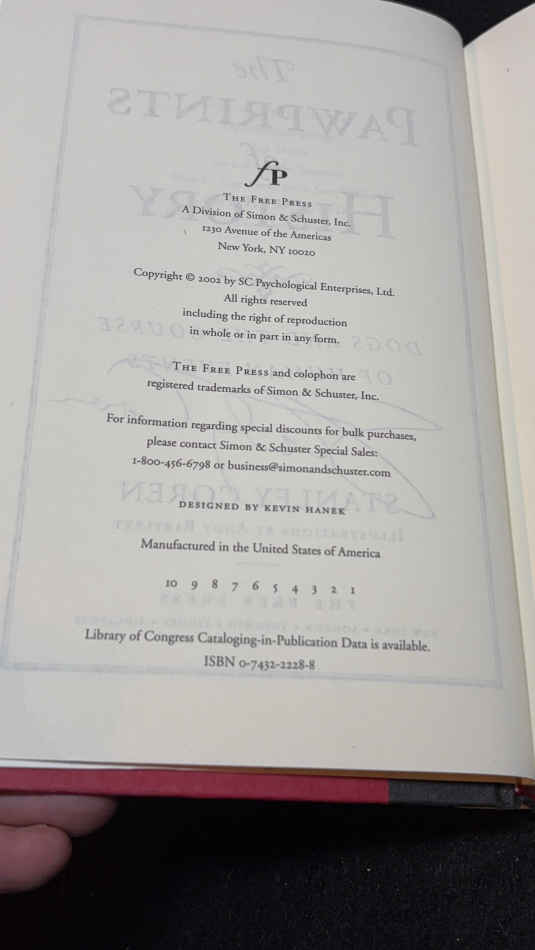 fP
THE FREE PRESS
A Division of Simon & Schuster, Inc.
1230 Avenue of the Americas
New York, NY 10020
Copyright © 2002 by SC Psychological Enterprises, Ltd.
All rights reserved
including the right of reproduction
in whole or in part in any form.
THE FREE PRESS and colophon are
registered trademarks of Simon & Schuster, Inc.
For information regarding special discounts for bulk purchases,
please contact Simon & Schuster Special Sales:
1-800-456-6798 or business@simonandschuster.com
DESIGNED BY KEVIN HANEK
Manufactured in the United States of America
10 9 8 7 6 5 4 3 2 1
Library of Congress Cataloging-in-Publication Data is available.
ISBN 0-7432-2228-8